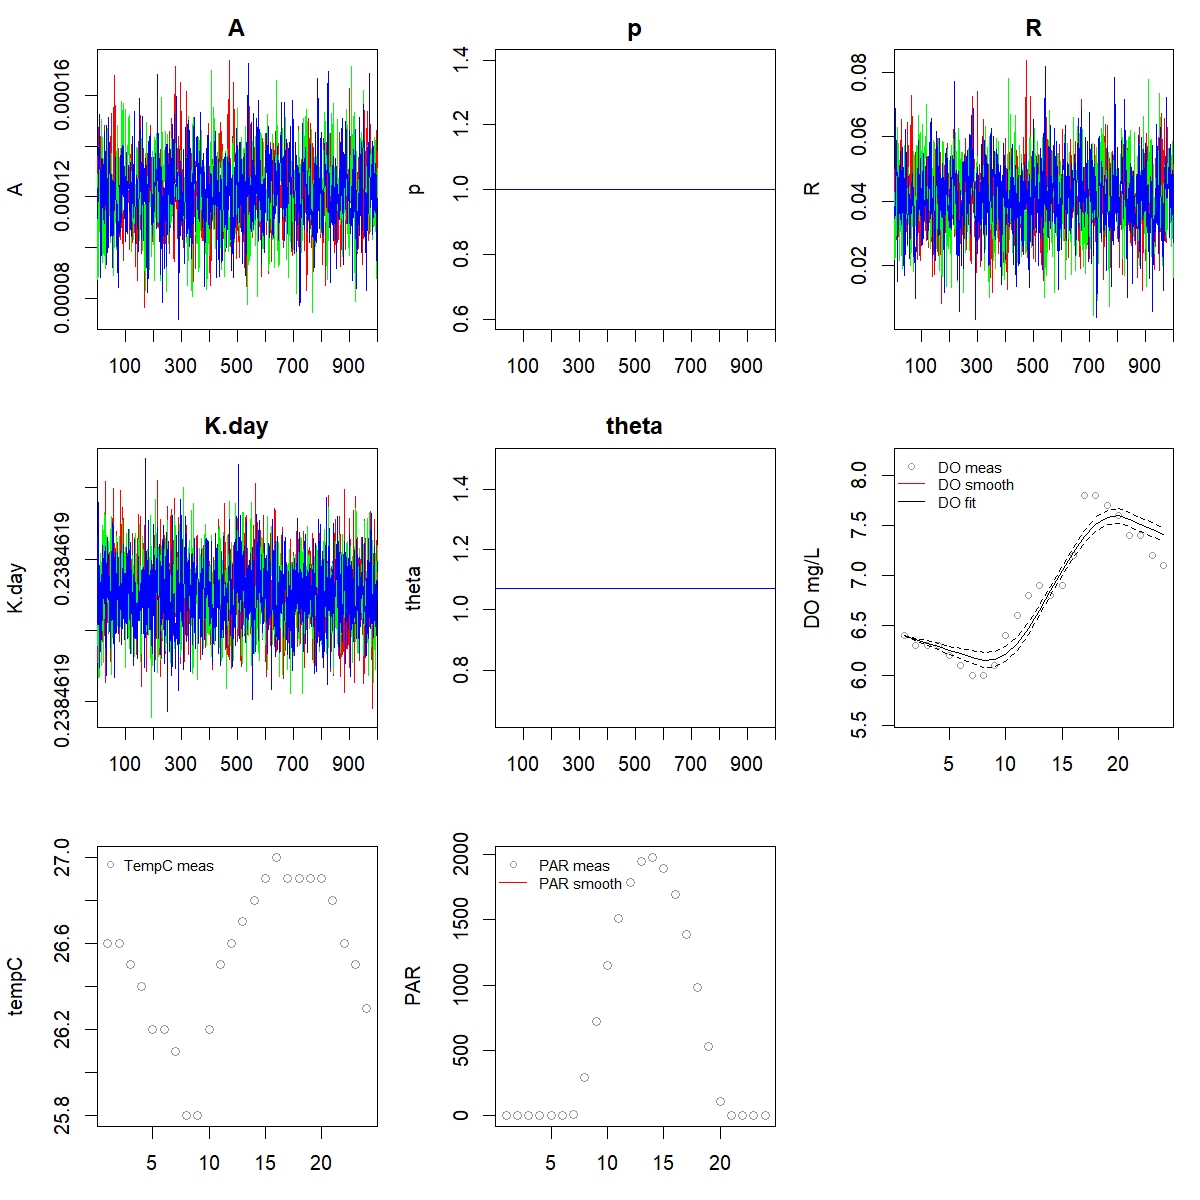 A
p
R
A
0.00008 0.00012 0.00016
100 300 500 700 900
p
0.6 0.8 1.0 1.2 1.4
100 300 500 700 900
R
0.02 0.04 0.06 0.08
100 300 500 700 900
K.day
theta
K.day
0.2384619 0.2384619
100 300 500 700 900
theta
0.8 1.0 1.2 1.4
100 300 500 700 900
DO mg/L
5.5 6.0 6.5 7.0 7.5 8.0
DO meas
DO smooth
DO fit
5 10 15 20
tempC
25.8 26.2 26.6 27.0
TempC meas
5 10 15 20
PAR
0 500 1000 1500 2000
PAR meas
PAR smooth
5 10 15 20